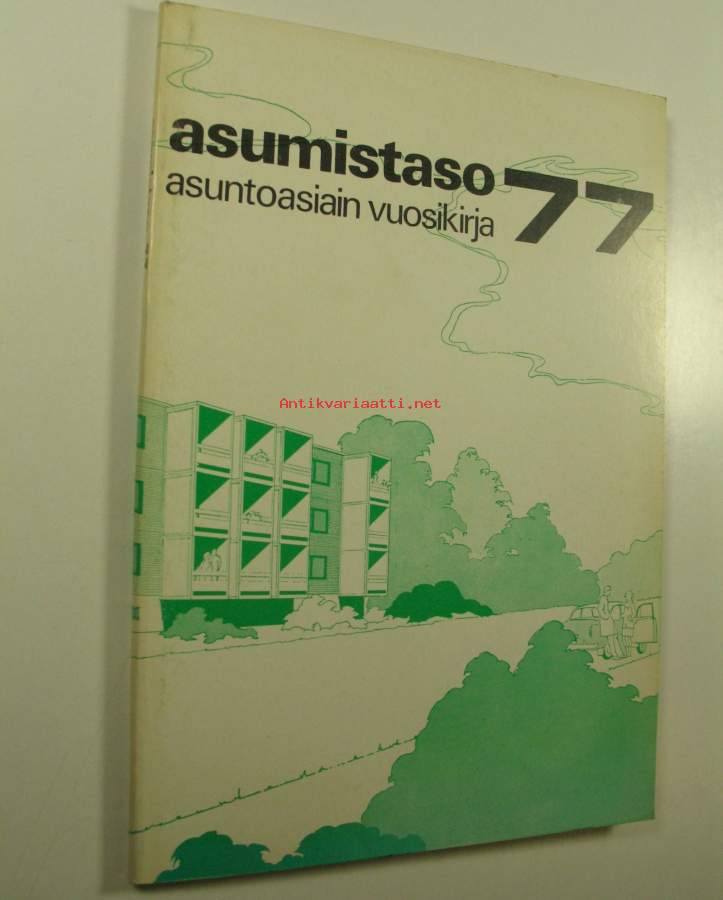 asumistaso 77
asuntoasiain vuosikirja
Antikvariaatti.net